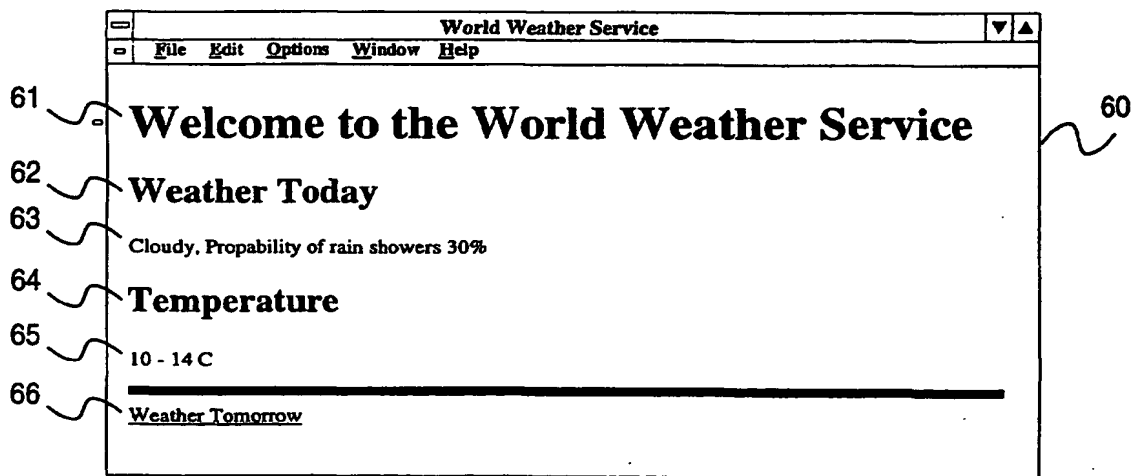 World Weather Service
File Edit Options Window Help
61
Welcome to the World Weather Service
60
62
Weather Today
63
Cloudy, Propability of rain showers 30%
64
Temperature
65
10 - 14 C
66
Weather Tomorrow